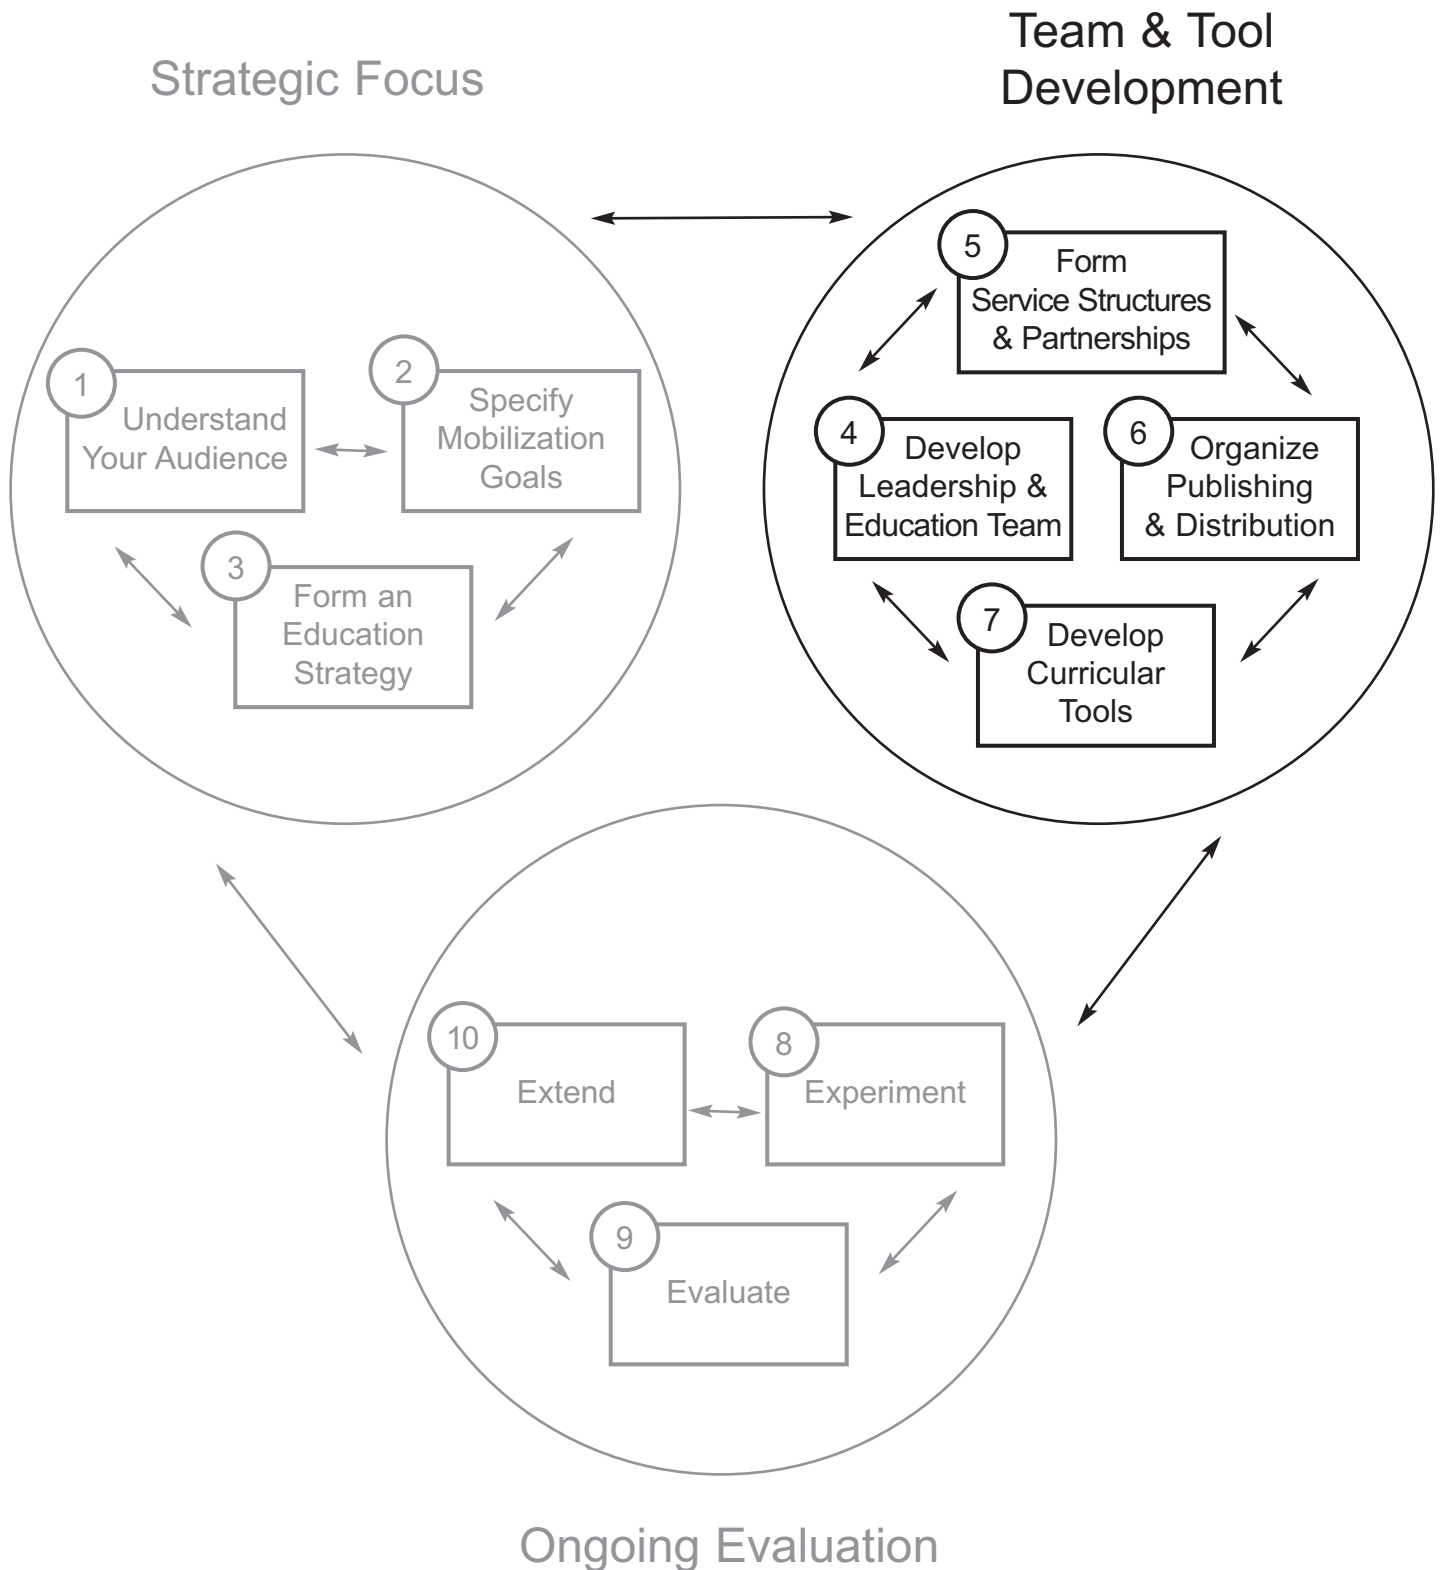 Strategic Focus
Team & Tool
Development
1
Understand
Your Audience
2
Specify
Mobilization
Goals
3
Form an
Education
Strategy
4
Develop
Leadership &
Education Team
5
Form
Service Structures
& Partnerships
6
Organize
Publishing
& Distribution
7
Develop
Curricular
Tools
8
Experiment
9
Evaluate
10
Extend
Ongoing Evaluation